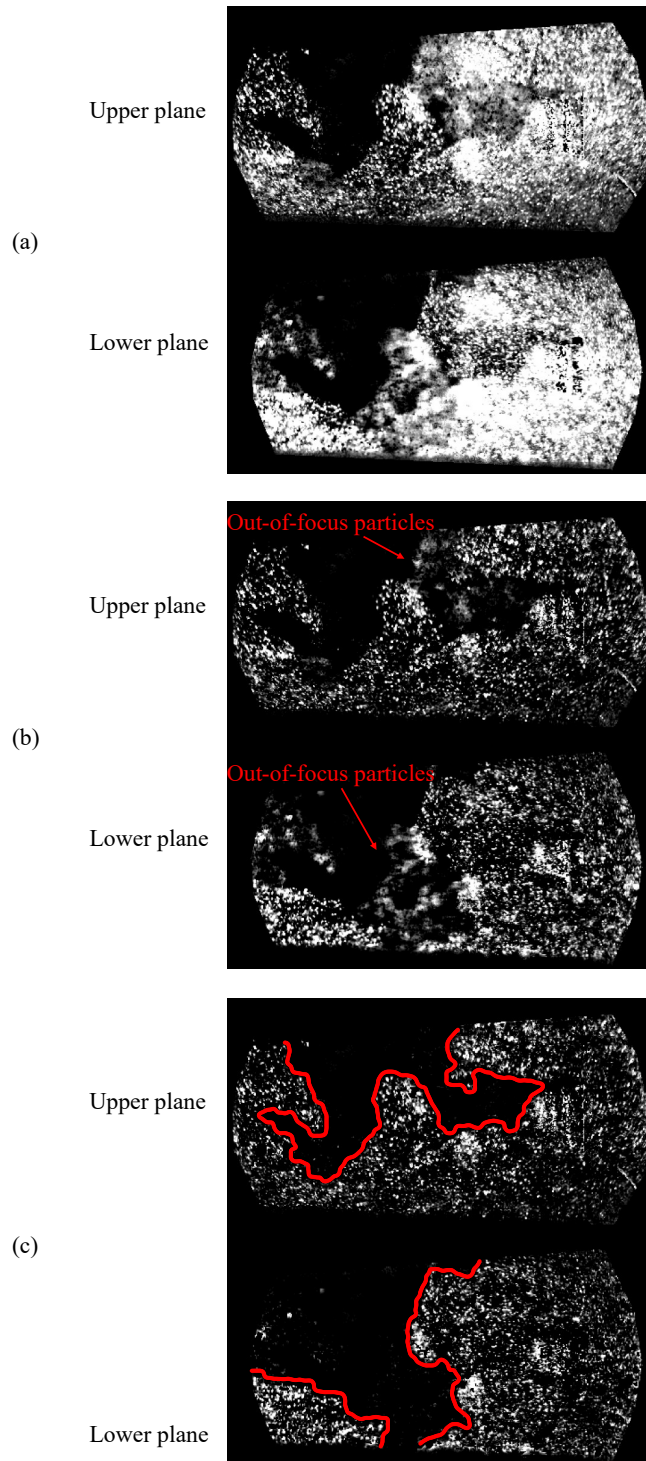 Upper plane
(a)
Lower plane
Out-of-focus particles
Upper plane
(b)
Out-of-focus particles
Lower plane
Upper plane
(c)
Lower plane